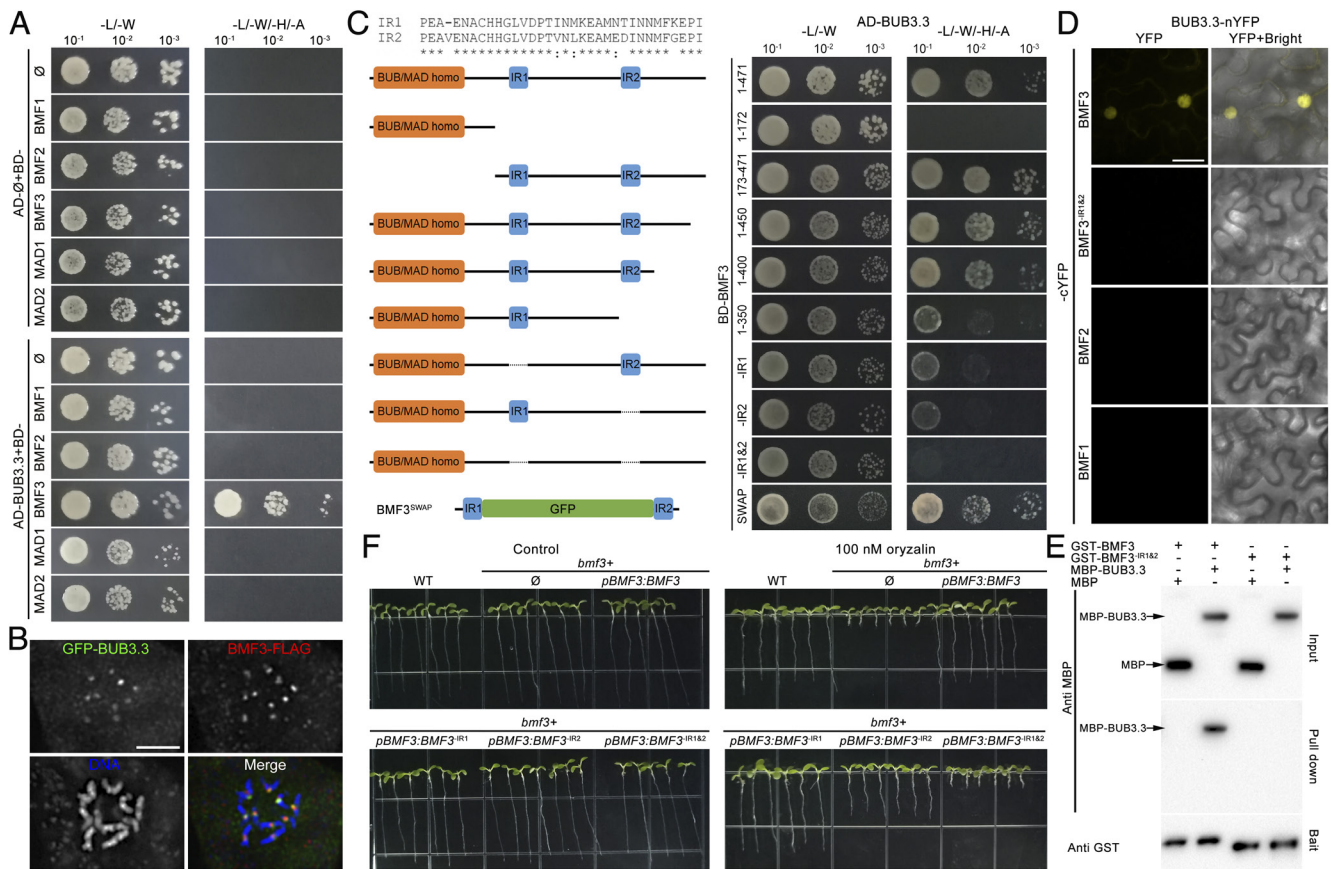 A
-L/-W
-L/-W/-H/-A
10-1 10-2 10-3 10-1 10-2 10-3
AD-Ø+BD-
Ø
BMF1
BMF2
BMF3
MAD1
MAD2
AD-BUB3.3+BD-
Ø
BMF1
BMF2
BMF3
MAD1
MAD2
B
GFP-BUB3.3
BMF3-FLAG
DNA
Merge
C
IR1 PEA-ENACHHGLVDPTINMKEAMNTINNMFKEPI
IR2 PEAVENACHHGLVDPTVNLKEAMEDINNMFGEPI
*** ***********:*:****.:***** ***
BUB/MAD homo IR1 IR2
BUB/MAD homo
IR1 IR2
BUB/MAD homo IR1 IR2
BUB/MAD homo IR1 IR2
BUB/MAD homo IR1
BUB/MAD homo IR2
BUB/MAD homo IR1
BUB/MAD homo
BMF3SWAP IR1 GFP IR2
AD-BUB3.3
-L/-W
-L/-W/-H/-A
10-1 10-2 10-3 10-1 10-2 10-3
BD-BMF3
1-471
1-172
173-471
1-450
1-400
1-350
-IR1
-IR2
-IR1&2
SWAP
D
BUB3.3-nYFP
YFP YFP+Bright
-cYFP
BMF3
BMF3-IR1&2
BMF2
BMF1
E
GST-BMF3 + + - -
GST-BMF3-IR1&2 - - + +
MBP-BUB3.3 - + - +
MBP + - + -
Anti MBP
MBP-BUB3.3
MBP
Input
MBP-BUB3.3
Pull down
Anti GST
Bait
F
Control
bmf3+
WT Ø pBMF3:BMF3
100 nM oryzalin
bmf3+
WT Ø pBMF3:BMF3
bmf3+
pBMF3:BMF3-IR1 pBMF3:BMF3-IR2 pBMF3:BMF3-IR1&2
bmf3+
pBMF3:BMF3-IR1 pBMF3:BMF3-IR2 pBMF3:BMF3-IR1&2